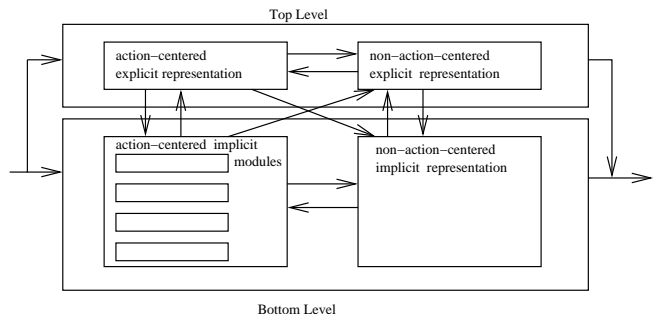 Top Level
action−centered
explicit representation
non−action−centered
explicit representation
action−centered implicit
modules
non−action−centered
implicit representation
Bottom Level